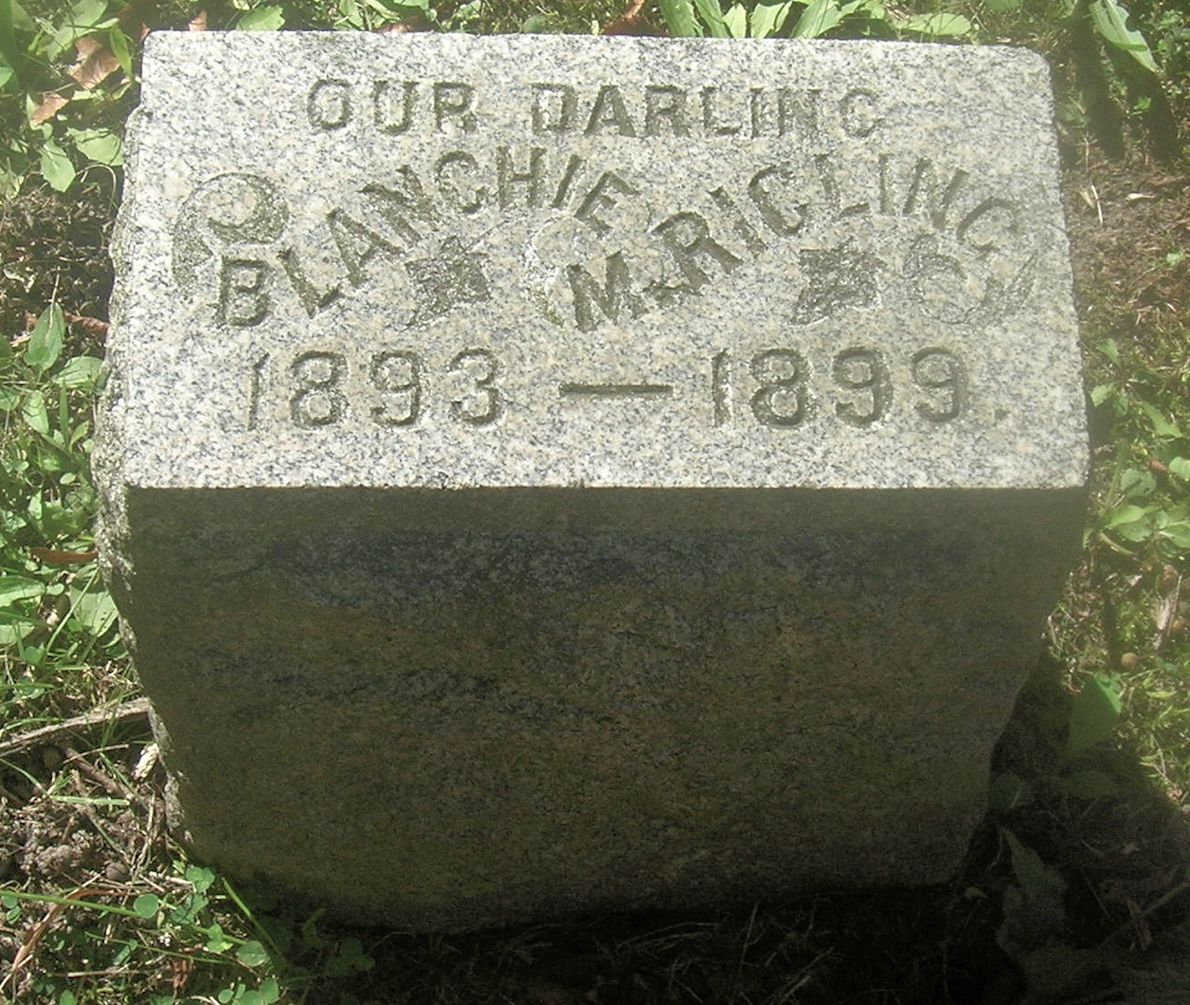 OUR DARLING
BLANCHIE M. RIGLING
1893 — 1899.